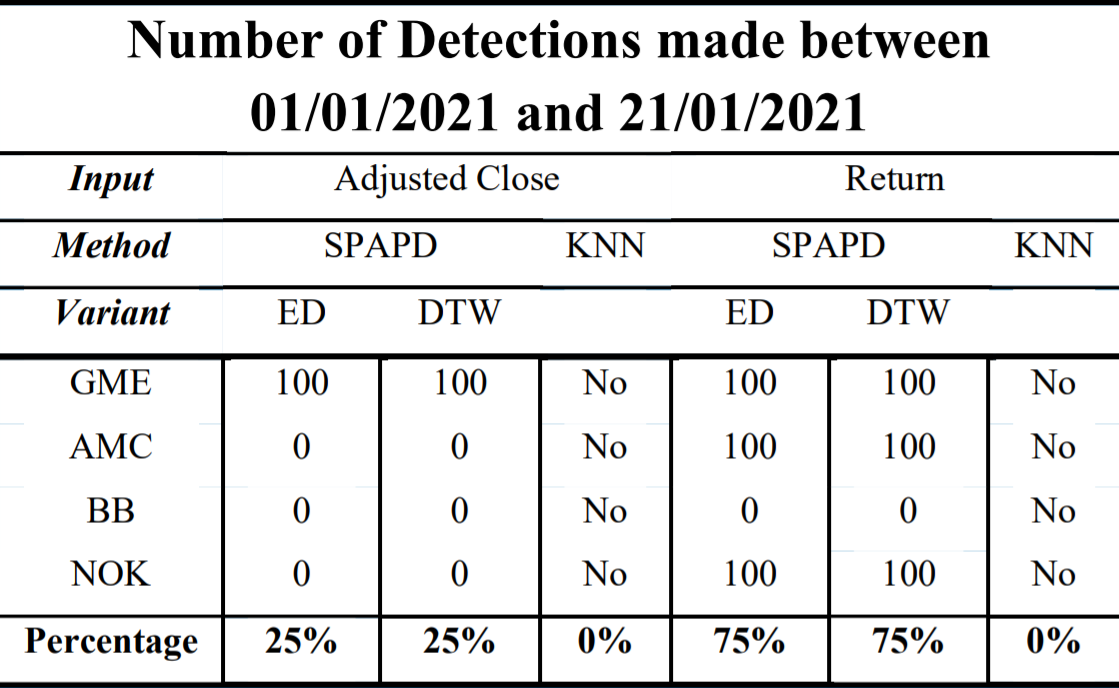 Number of Detections made between
01/01/2021 and 21/01/2021
Input Adjusted Close Return
Method SPAPD KNN SPAPD KNN
Variant ED DTW ED DTW
GME 100 100 No 100 100 No
AMC 0 0 No 100 100 No
BB 0 0 No 0 0 No
NOK 0 0 No 100 100 No
Percentage 25% 25% 0% 75% 75% 0%